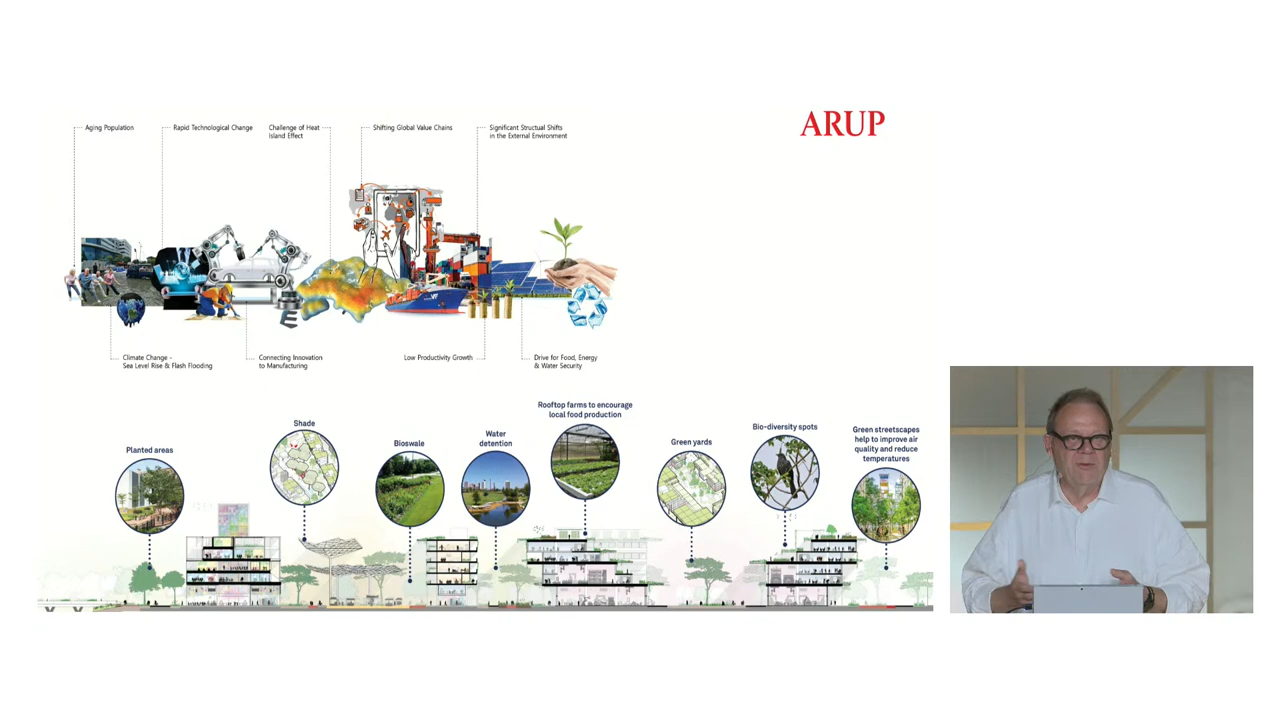 ARUP
Aging Population
Rapid Technological Change
Challenge of Heat
Island Effect
Shifting Global Value Chains
Significant Structual Shifts
in the External Environment
Climate Change -
Sea Level Rise & Flash Flooding
Connecting Innovation
to Manufacturing
Low Productivity Growth
Drive for Food, Energy
& Water Security
Planted areas
Shade
Bioswale
Water
detention
Rooftop farms to encourage
local food production
Green yards
Bio-diversity spots
Green streetscapes
help to improve air
quality and reduce
temperatures